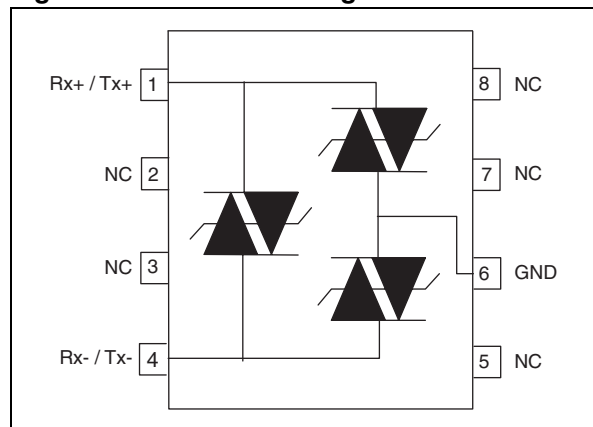 Rx+ / Tx+ 1
NC 2
NC 3
Rx- / Tx- 4
8 NC
7 NC
6 GND
5 NC